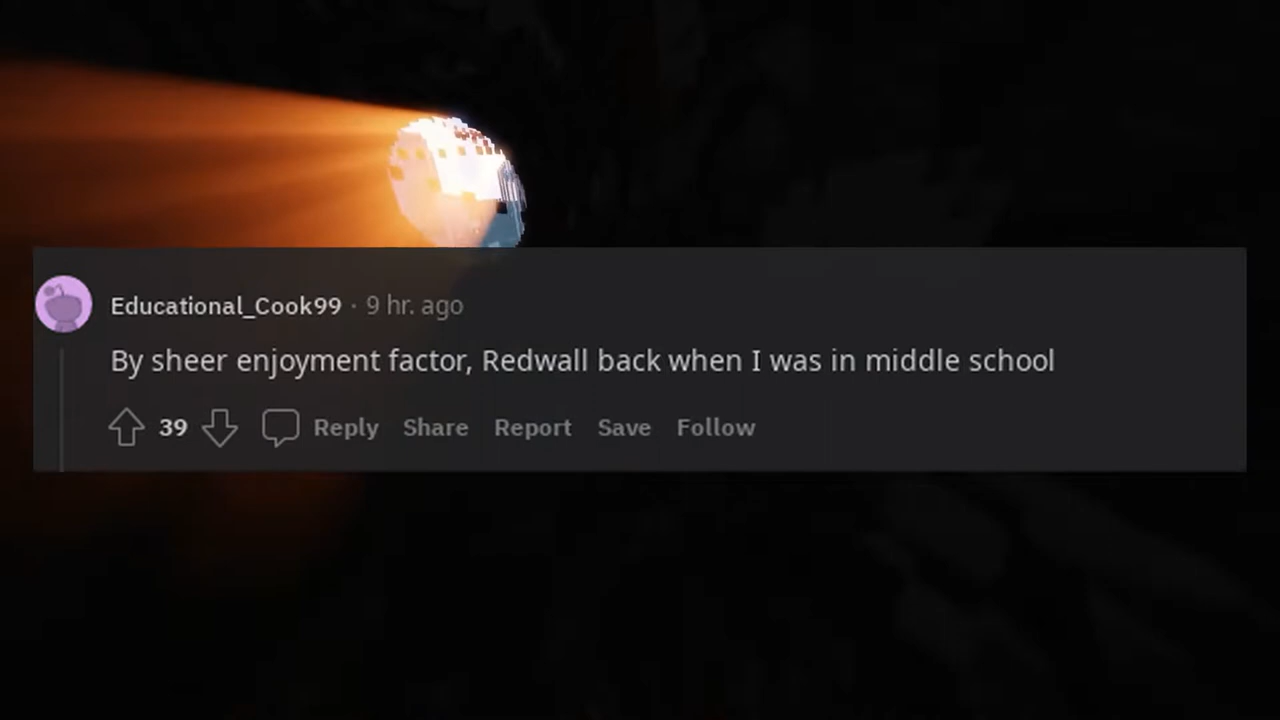 Educational_Cook99 · 9 hr. ago
By sheer enjoyment factor, Redwall back when I was in middle school
39 Reply Share Report Save Follow